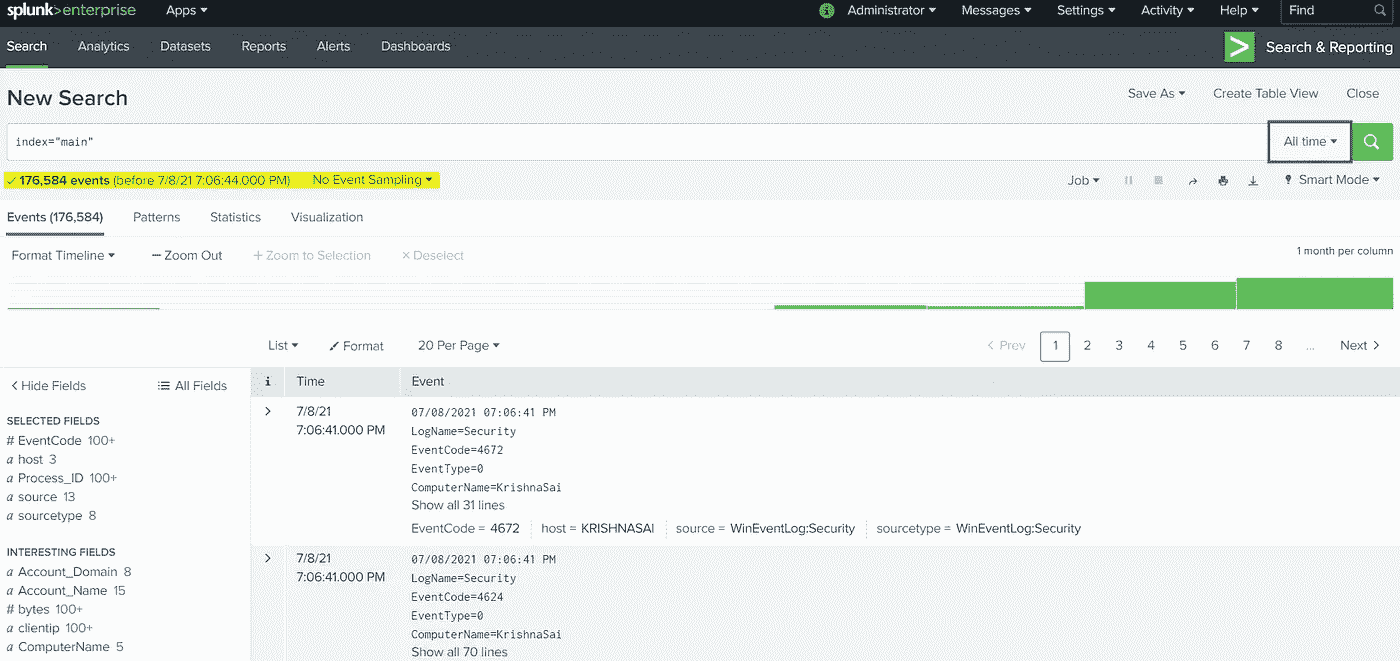 splunk>enterprise Apps Administrator Messages Settings Activity Help Find
Search Analytics Datasets Reports Alerts Dashboards Search & Reporting
New Search Save As Create Table View Close
index="main" All time
✓ 176,584 events (before 7/8/21 7:06:44.000 PM) No Event Sampling Job Smart Mode
Events (176,584) Patterns Statistics Visualization
Format Timeline — Zoom Out + Zoom to Selection × Deselect 1 month per column
List Format 20 Per Page < Prev 1 2 3 4 5 6 7 8 ... Next >
< Hide Fields All Fields i Time Event
SELECTED FIELDS
# EventCode 100+
a host 3
a Process_ID 100+
a source 13
a sourcetype 8
INTERESTING FIELDS
a Account_Domain 8
a Account_Name 15
# bytes 100+
a clientip 100+
a ComputerName 5
> 7/8/21 07/08/2021 07:06:41 PM
7:06:41.000 PM LogName=Security
EventCode=4672
EventType=0
ComputerName=KrishnaSai
Show all 31 lines
EventCode = 4672 host = KRISHNASAI source = WinEventLog:Security sourcetype = WinEventLog:Security
> 7/8/21 07/08/2021 07:06:41 PM
7:06:41.000 PM LogName=Security
EventCode=4624
EventType=0
ComputerName=KrishnaSai
Show all 70 lines